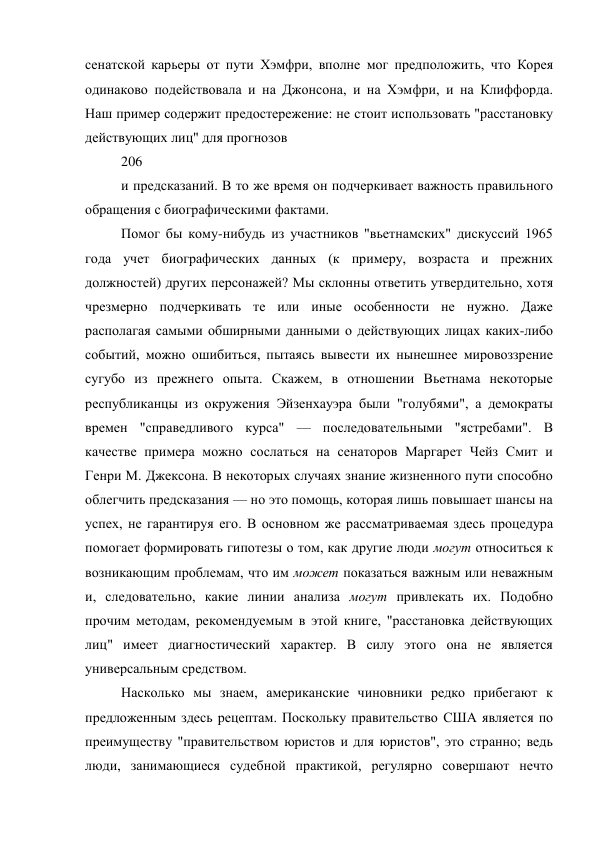 сенатской карьеры от пути Хэмфри, вполне мог предположить, что Корея
одинаково подействовала и на Джонсона, и на Хэмфри, и на Клиффорда.
Наш пример содержит предостережение: не стоит использовать "расстановку
действующих лиц" для прогнозов
206
и предсказаний. В то же время он подчеркивает важность правильного
обращения с биографическими фактами.
Помог бы кому-нибудь из участников "вьетнамских" дискуссий 1965
года учет биографических данных (к примеру, возраста и прежних
должностей) других персонажей? Мы склонны ответить утвердительно, хотя
чрезмерно подчеркивать те или иные особенности не нужно. Даже
располагая самыми обширными данными о действующих лицах каких-либо
событий, можно ошибиться, пытаясь вывести их нынешнее мировоззрение
сугубо из прежнего опыта. Скажем, в отношении Вьетнама некоторые
республиканцы из окружения Эйзенхауэра были "голубями", а демократы
времен "справедливого курса" — последовательными "ястребами". В
качестве примера можно сослаться на сенаторов Маргарет Чейз Смит и
Генри М. Джексона. В некоторых случаях знание жизненного пути способно
облегчить предсказания — но это помощь, которая лишь повышает шансы на
успех, не гарантируя его. В основном же рассматриваемая здесь процедура
помогает формировать гипотезы о том, как другие люди могут относиться к
возникающим проблемам, что им может показаться важным или неважным
и, следовательно, какие линии анализа могут привлекать их. Подобно
прочим методам, рекомендуемым в этой книге, "расстановка действующих
лиц" имеет диагностический характер. В силу этого она не является
универсальным средством.
Насколько мы знаем, американские чиновники редко прибегают к
предложенным здесь рецептам. Поскольку правительство США является по
преимуществу "правительством юристов и для юристов", это странно; ведь
люди, занимающиеся судебной практикой, регулярно совершают нечто